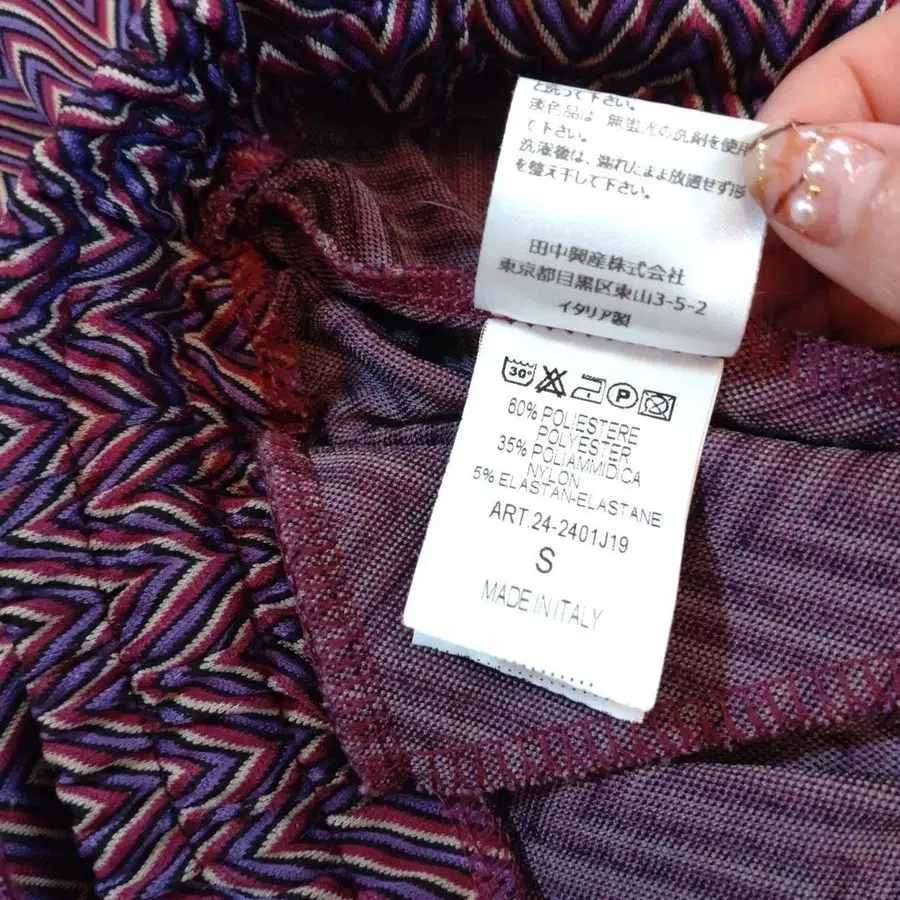 と洗って下さい。
淡色品は、無蛍光の洗剤を使用
て下さい。
洗濯後は、濡れたまま放置せず形
を整え干して下さい。
田中興産株式会社
東京都目黒区東山3-5-2
イタリア製
30°
P
60% POLIESTERE
POLYESTER
35% POLIAMMIDICA
NYLON
5% ELASTAN-ELASTANE
ART.24-2401J19
S
MADE IN ITALY